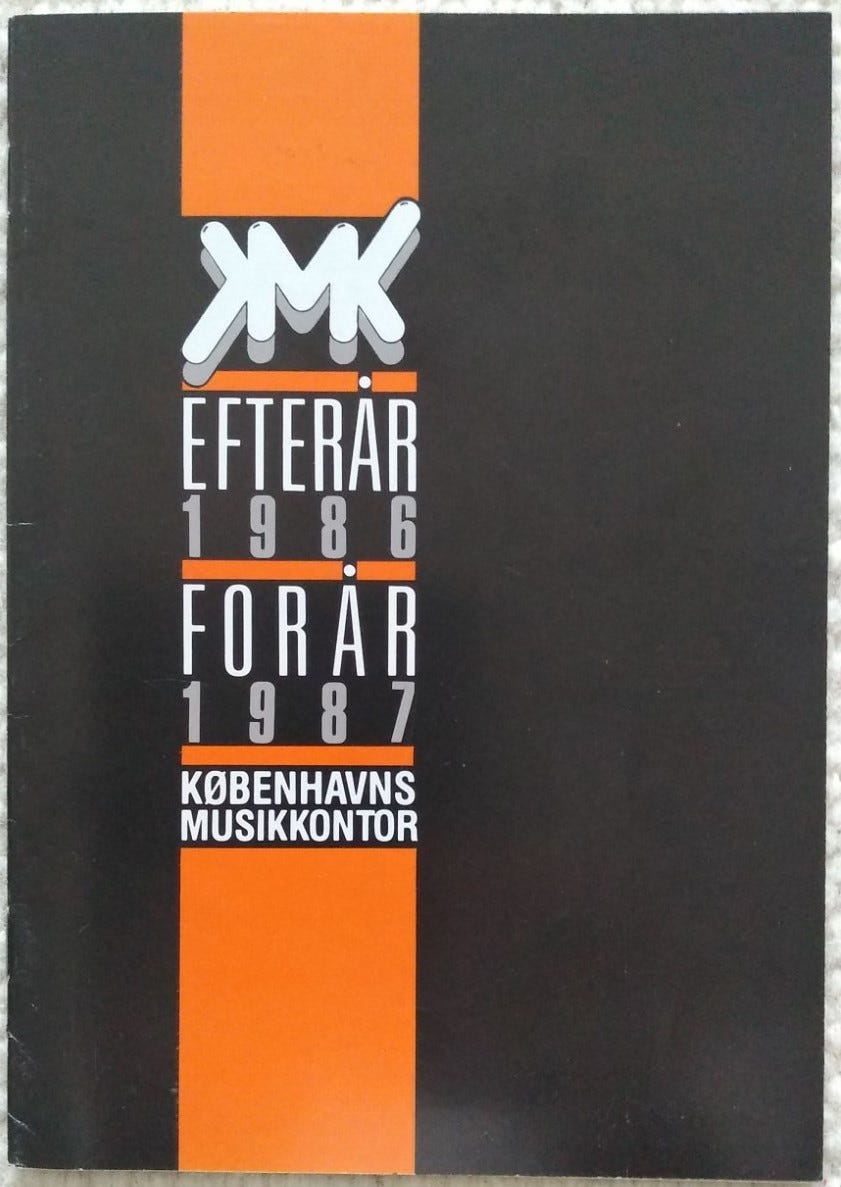 KMK
EFTERÅR
1986
FORÅR
1987
KØBENHAVNS
MUSIKKONTOR